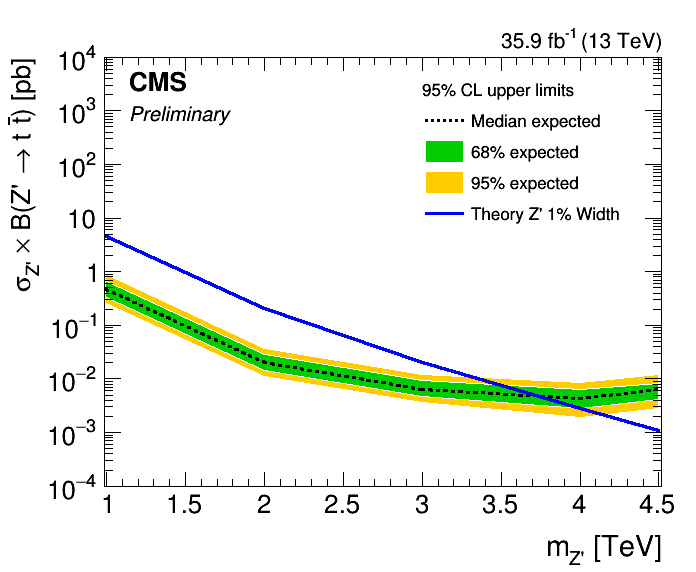 35.9 fb⁻¹ (13 TeV)
CMS
Preliminary
95% CL upper limits
Median expected
68% expected
95% expected
Theory Z' 1% Width
σ_Z' × B(Z' → t t̄) [pb]
10⁴
10³
10²
10
1
10⁻¹
10⁻²
10⁻³
10⁻⁴
1 1.5 2 2.5 3 3.5 4 4.5
m_Z' [TeV]